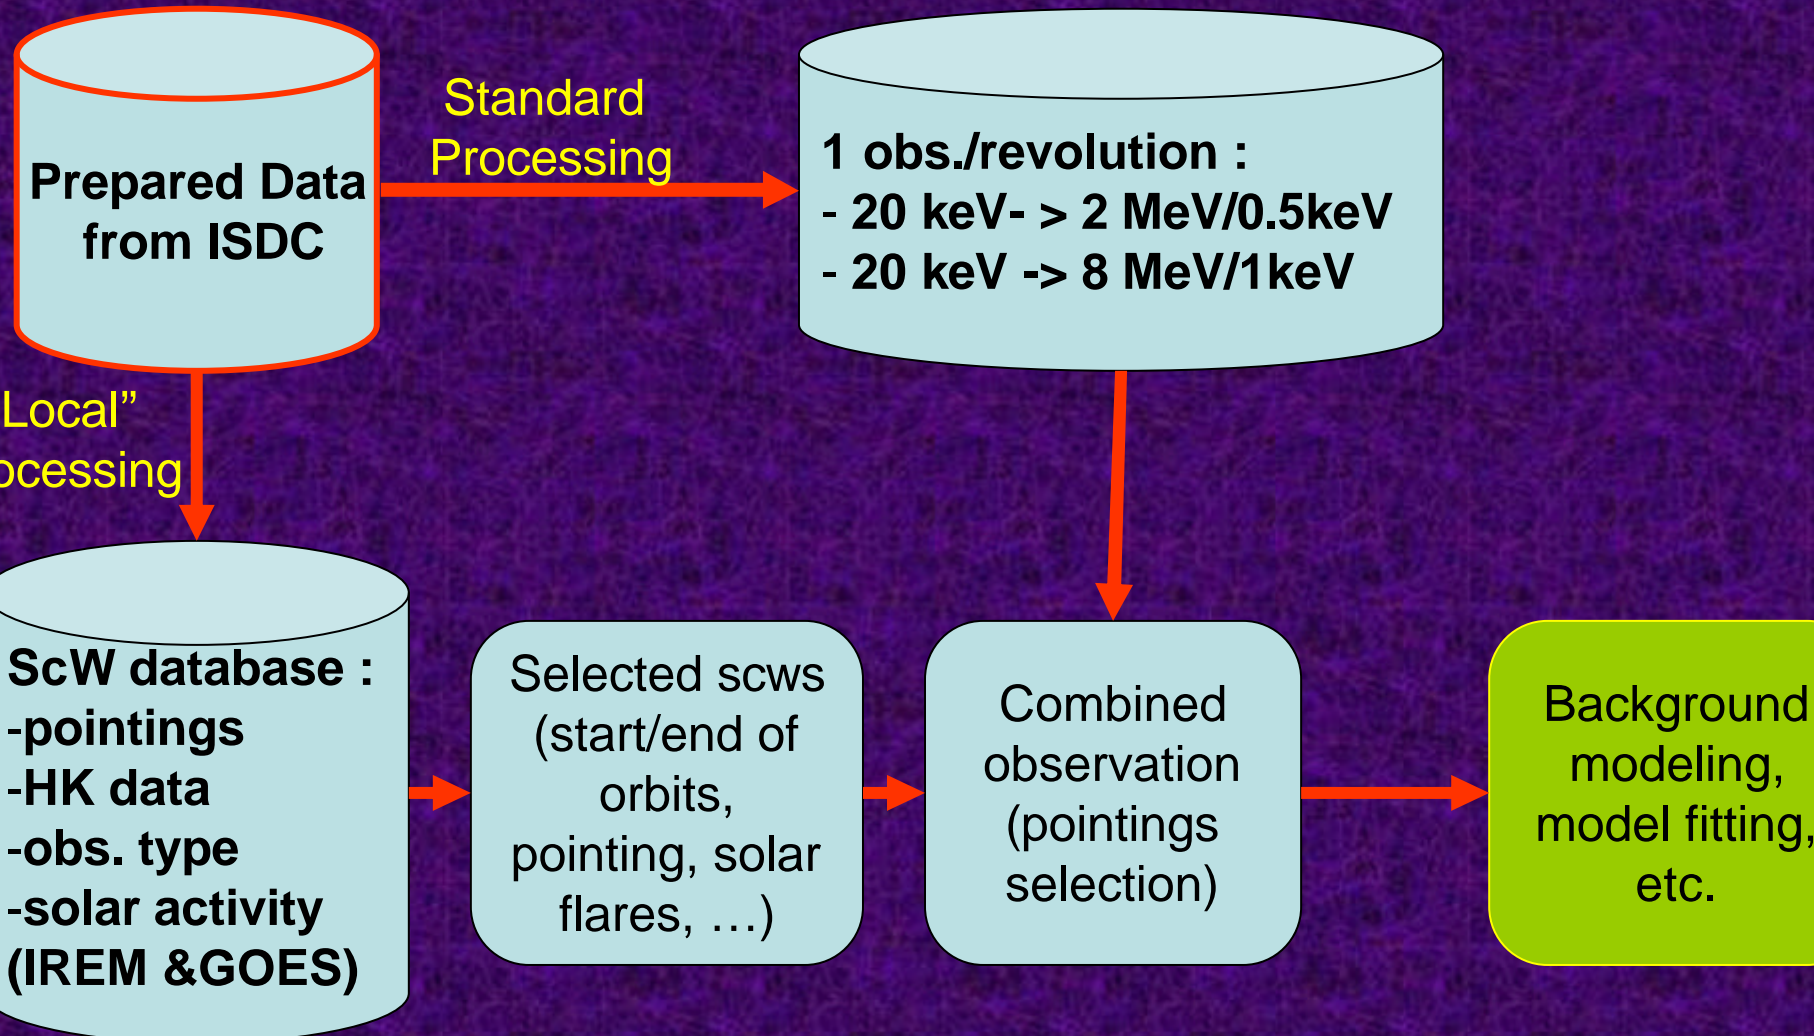 Prepared Data
from ISDC
Standard
Processing
1 obs./revolution :
- 20 keV- > 2 MeV/0.5keV
- 20 keV -> 8 MeV/1keV
Local”
ocessing
ScW database :
-pointings
-HK data
-obs. type
-solar activity
(IREM &GOES)
Selected scws
(start/end of
orbits,
pointing, solar
flares, …)
Combined
observation
(pointings
selection)
Background
modeling,
model fitting,
etc.